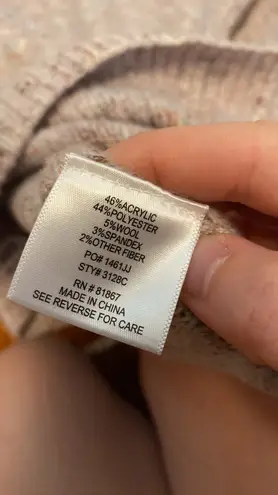 46%ACRYLIC
44%POLYESTER
5%WOOL
3%SPANDEX
2%OTHER FIBER
PO# 1461JJ
STY# 3128C
RN # 81867
MADE IN CHINA
SEE REVERSE FOR CARE